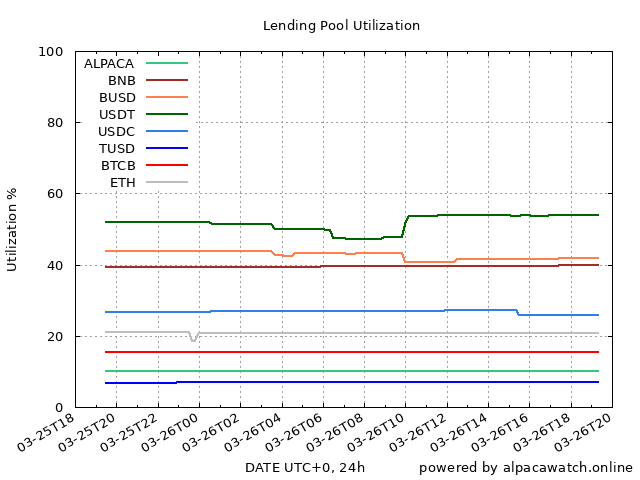 Lending Pool Utilization
100
80
60
40
20
0
Utilization %
ALPACA
BNB
BUSD
USDT
USDC
TUSD
BTCB
ETH
03-25T18
03-25T20
03-25T22
03-26T00
03-26T02
03-26T04
03-26T06
03-26T08
03-26T10
03-26T12
03-26T14
03-26T16
03-26T18
03-26T20
DATE UTC+0, 24h
powered by alpacawatch.online